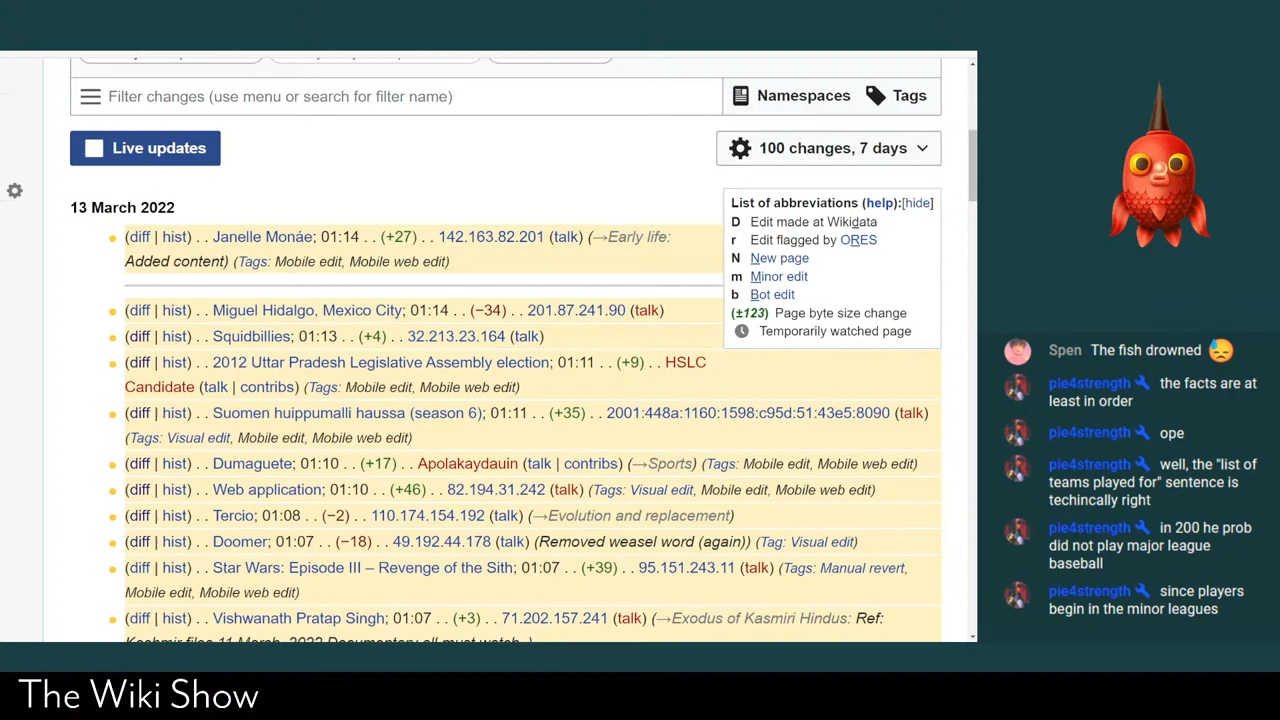 Filter changes (use menu or search for filter name)
Namespaces
Tags
Live updates
100 changes, 7 days
13 March 2022
List of abbreviations (help):[hide]
D Edit made at Wikidata
r Edit flagged by ORES
N New page
m Minor edit
b Bot edit
(±123) Page byte size change
Temporarily watched page
(diff | hist) . . Janelle Monáe; 01:14 . . (+27) . . 142.163.82.201 (talk) (→Early life:
Added content) (Tags: Mobile edit, Mobile web edit)
(diff | hist) . . Miguel Hidalgo, Mexico City; 01:14 . . (−34) . . 201.87.241.90 (talk)
(diff | hist) . . Squidbillies; 01:13 . . (+4) . . 32.213.23.164 (talk)
(diff | hist) . . 2012 Uttar Pradesh Legislative Assembly election; 01:11 . . (+9) . . HSLC
Candidate (talk | contribs) (Tags: Mobile edit, Mobile web edit)
(diff | hist) . . Suomen huippumalli haussa (season 6); 01:11 . . (+35) . . 2001:448a:1160:1598:c95d:51:43e5:8090 (talk)
(Tags: Visual edit, Mobile edit, Mobile web edit)
(diff | hist) . . Dumaguete; 01:10 . . (+17) . . Apolakaydauin (talk | contribs) (→Sports) (Tags: Mobile edit, Mobile web edit)
(diff | hist) . . Web application; 01:10 . . (+46) . . 82.194.31.242 (talk) (Tags: Visual edit, Mobile edit, Mobile web edit)
(diff | hist) . . Tercio; 01:08 . . (−2) . . 110.174.154.192 (talk) (→Evolution and replacement)
(diff | hist) . . Doomer; 01:07 . . (−18) . . 49.192.44.178 (talk) (Removed weasel word (again)) (Tag: Visual edit)
(diff | hist) . . Star Wars: Episode III – Revenge of the Sith; 01:07 . . (+39) . . 95.151.243.11 (talk) (Tags: Manual revert,
Mobile edit, Mobile web edit)
(diff | hist) . . Vishwanath Pratap Singh; 01:07 . . (+3) . . 71.202.157.241 (talk) (→Exodus of Kasmiri Hindus: Ref:
Kashmir files 11 March, 2022 Documentary all must watch
Spen The fish drowned 😓
pie4strength the facts are at
least in order
pie4strength ope
pie4strength well, the "list of
teams played for" sentence is
techincally right
pie4strength in 200 he prob
did not play major league
baseball
pie4strength since players
begin in the minor leagues
The Wiki Show